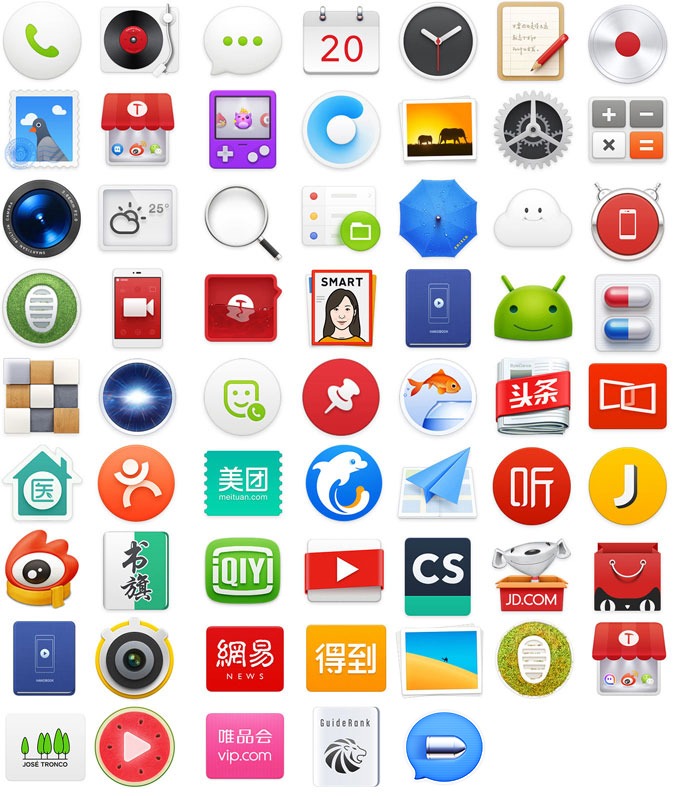 20
T
25°
T
SMART
HANDBOOK
头条
医
美团
meituan.com
听
J
书旗
iQIYI
CS
JD.COM
HANDBOOK
網易
NEWS
得到
T
JOSÉ TRONCO
唯品会
vip.com
GuideRank